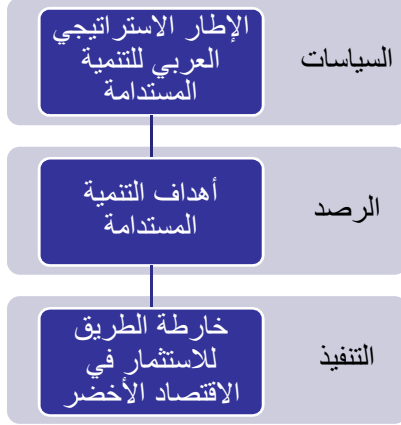 السياسات
الإطار الاستراتيجي
العربي للتنمية
المستدامة
الرصد
أهداف التنمية
المستدامة
التنفيذ
خارطة الطريق
للاستثمار في
الاقتصاد الأخضر